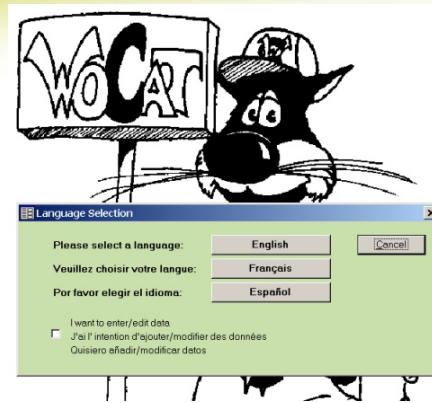 WOCAT
Language Selection
Please select a language:
English
Cancel
Veuillez choisir votre langue:
Français
Por favor elegir el idioma:
Español
I want to enter/edit data
J'ai l' intention d'ajouter/modifier des données
Quisiero añadir/modificar datos